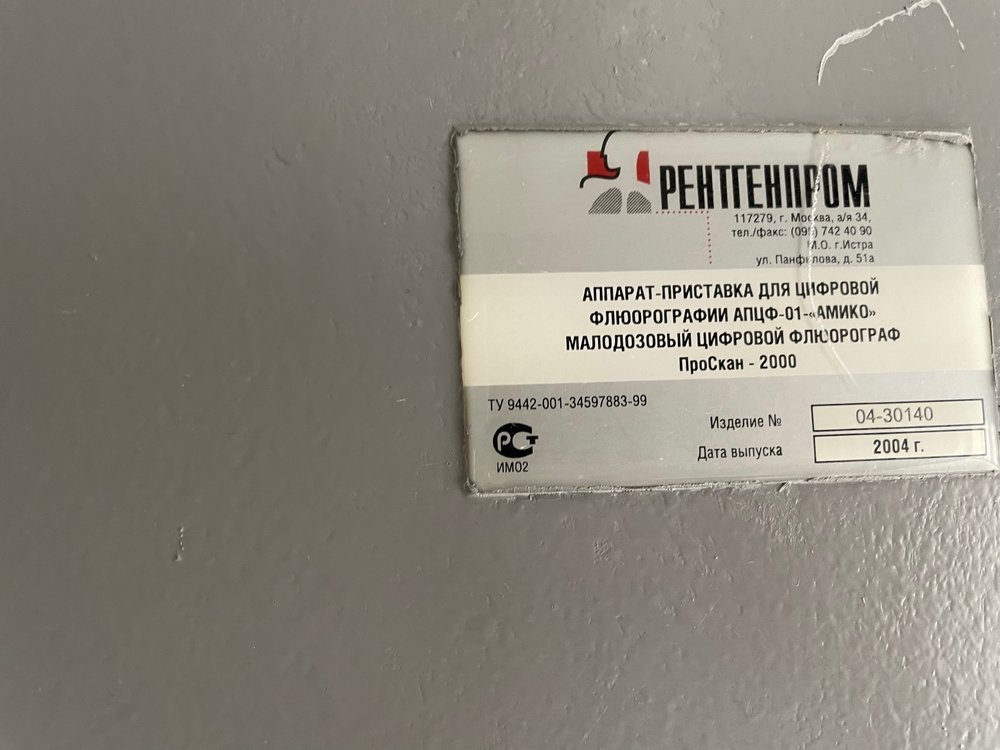 РЕНТГЕНПРОМ
117279, г. Москва, а/я 34,
тел./факс: (095) 742 40 90
М.О. г.Истра
ул. Панфилова, д. 51а
АППАРАТ-ПРИСТАВКА ДЛЯ ЦИФРОВОЙ
ФЛЮОРОГРАФИИ АПЦФ-01-«АМИКО»
МАЛОДОЗОВЫЙ ЦИФРОВОЙ ФЛЮОРОГРАФ
ПроСкан - 2000
ТУ 9442-001-34597883-99
РСТ
ИМ02
Изделие № 04-30140
Дата выпуска 2004 г.